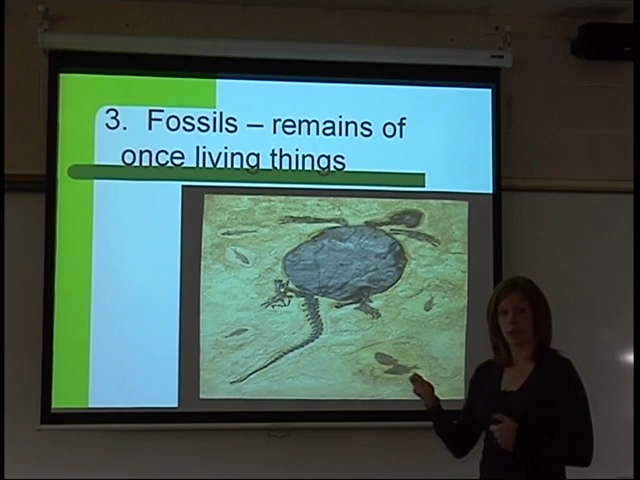 3. Fossils – remains of
once living things